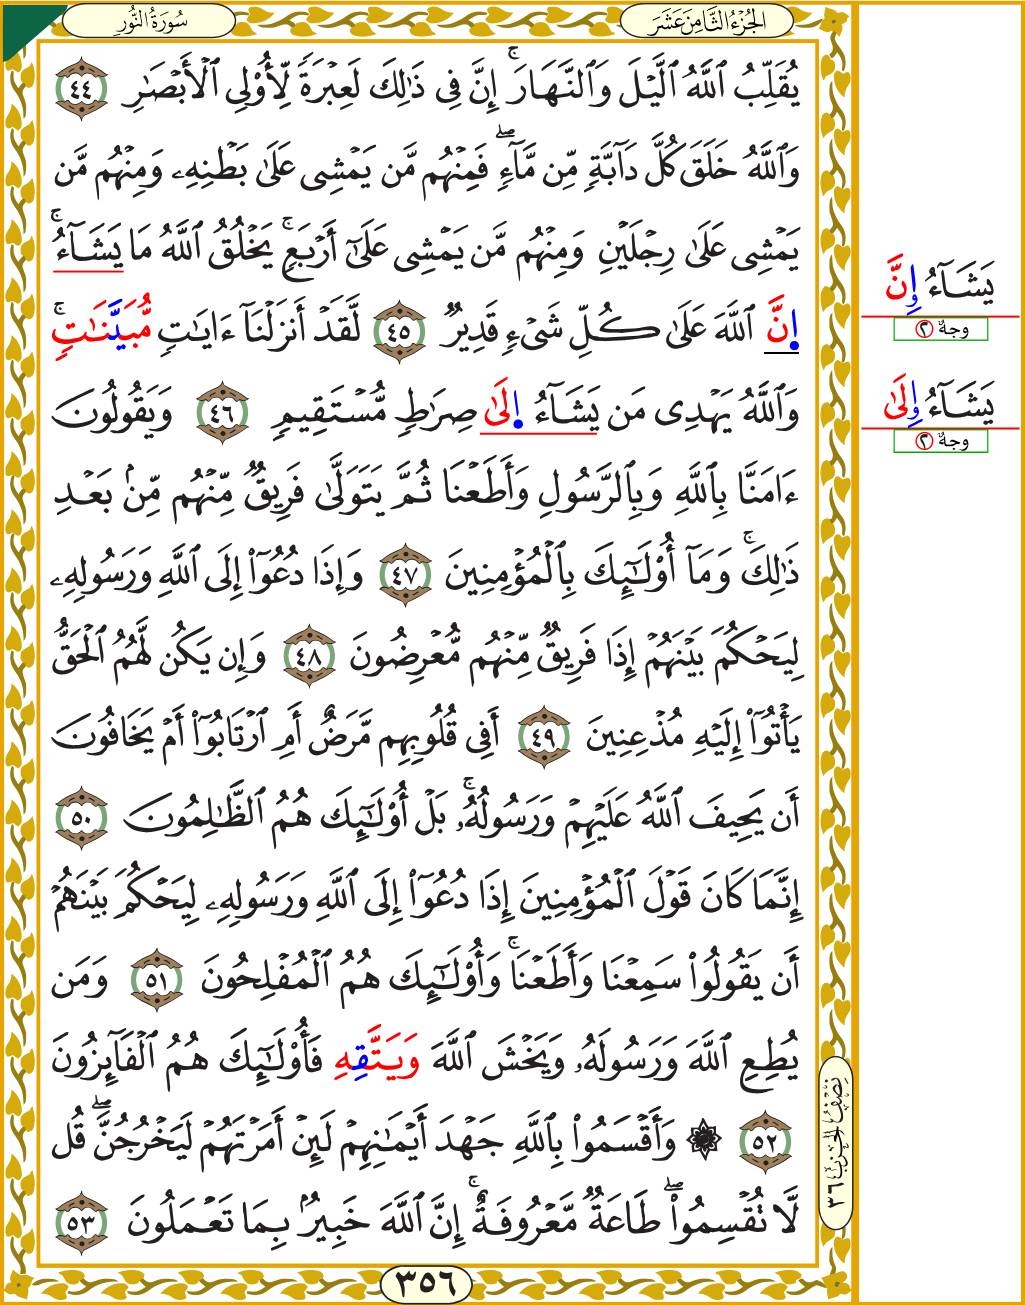 سُورَةُ النُّورِ
الجُزْءُ الثَّامِنَ عَشَرَ
يُقَلِّبُ ٱللَّهُ ٱلَّيْلَ وَٱلنَّهَارَۚ إِنَّ فِى ذَٰلِكَ لَعِبْرَةً لِّأُوْلِى ٱلْأَبْصَٰرِ ٤٤
وَٱللَّهُ خَلَقَ كُلَّ دَآبَّةٍ مِّن مَّآءٍۖ فَمِنْهُم مَّن يَمْشِى عَلَىٰ بَطْنِهِۦ وَمِنْهُم مَّن
يَمْشِى عَلَىٰ رِجْلَيْنِ وَمِنْهُم مَّن يَمْشِى عَلَىٰٓ أَرْبَعٍۚ يَخْلُقُ ٱللَّهُ مَا يَشَآءُۚ
اِنَّ ٱللَّهَ عَلَىٰ كُلِّ شَىْءٍ قَدِيرٌ ٤٥ لَّقَدْ أَنزَلْنَآ ءَايَٰتٍ مُّبَيَّنَٰتٍۚ
وَٱللَّهُ يَهْدِى مَن يَشَآءُ اِلَىٰ صِرَٰطٍ مُّسْتَقِيمٍ ٤٦ وَيَقُولُونَ
ءَامَنَّا بِٱللَّهِ وَبِٱلرَّسُولِ وَأَطَعْنَا ثُمَّ يَتَوَلَّىٰ فَرِيقٌ مِّنْهُم مِّنۢ بَعْدِ
ذَٰلِكَۚ وَمَآ أُوْلَٰٓئِكَ بِٱلْمُؤْمِنِينَ ٤٧ وَإِذَا دُعُوٓاْ إِلَى ٱللَّهِ وَرَسُولِهِۦ
لِيَحْكُمَ بَيْنَهُمْ إِذَا فَرِيقٌ مِّنْهُم مُّعْرِضُونَ ٤٨ وَإِن يَكُن لَّهُمُ ٱلْحَقُّ
يَأْتُوٓاْ إِلَيْهِ مُذْعِنِينَ ٤٩ أَفِى قُلُوبِهِم مَّرَضٌ أَمِ ٱرْتَابُوٓاْ أَمْ يَخَافُونَ
أَن يَحِيفَ ٱللَّهُ عَلَيْهِمْ وَرَسُولُهُۥۚ بَلْ أُوْلَٰٓئِكَ هُمُ ٱلظَّٰلِمُونَ ٥٠
إِنَّمَا كَانَ قَوْلَ ٱلْمُؤْمِنِينَ إِذَا دُعُوٓاْ إِلَى ٱللَّهِ وَرَسُولِهِۦ لِيَحْكُمَ بَيْنَهُمْ
أَن يَقُولُواْ سَمِعْنَا وَأَطَعْنَاۚ وَأُوْلَٰٓئِكَ هُمُ ٱلْمُفْلِحُونَ ٥١ وَمَن
يُطِعِ ٱللَّهَ وَرَسُولَهُۥ وَيَخْشَ ٱللَّهَ وَيَتَّقِهِ فَأُوْلَٰٓئِكَ هُمُ ٱلْفَآئِزُونَ
٥٢ ۞ وَأَقْسَمُواْ بِٱللَّهِ جَهْدَ أَيْمَٰنِهِمْ لَئِنْ أَمَرْتَهُمْ لَيَخْرُجُنَّۖ قُل
لَّا تُقْسِمُواْۖ طَاعَةٌ مَّعْرُوفَةٌۚ إِنَّ ٱللَّهَ خَبِيرٌۢ بِمَا تَعْمَلُونَ ٥٣
يَشَآءُ وِنَّ
وجهٌ ٢
يَشَآءُ وِلَىٰ
وجهٌ ٢
نِصْفُ الحِزْبِ ٣٦
٣٥٦